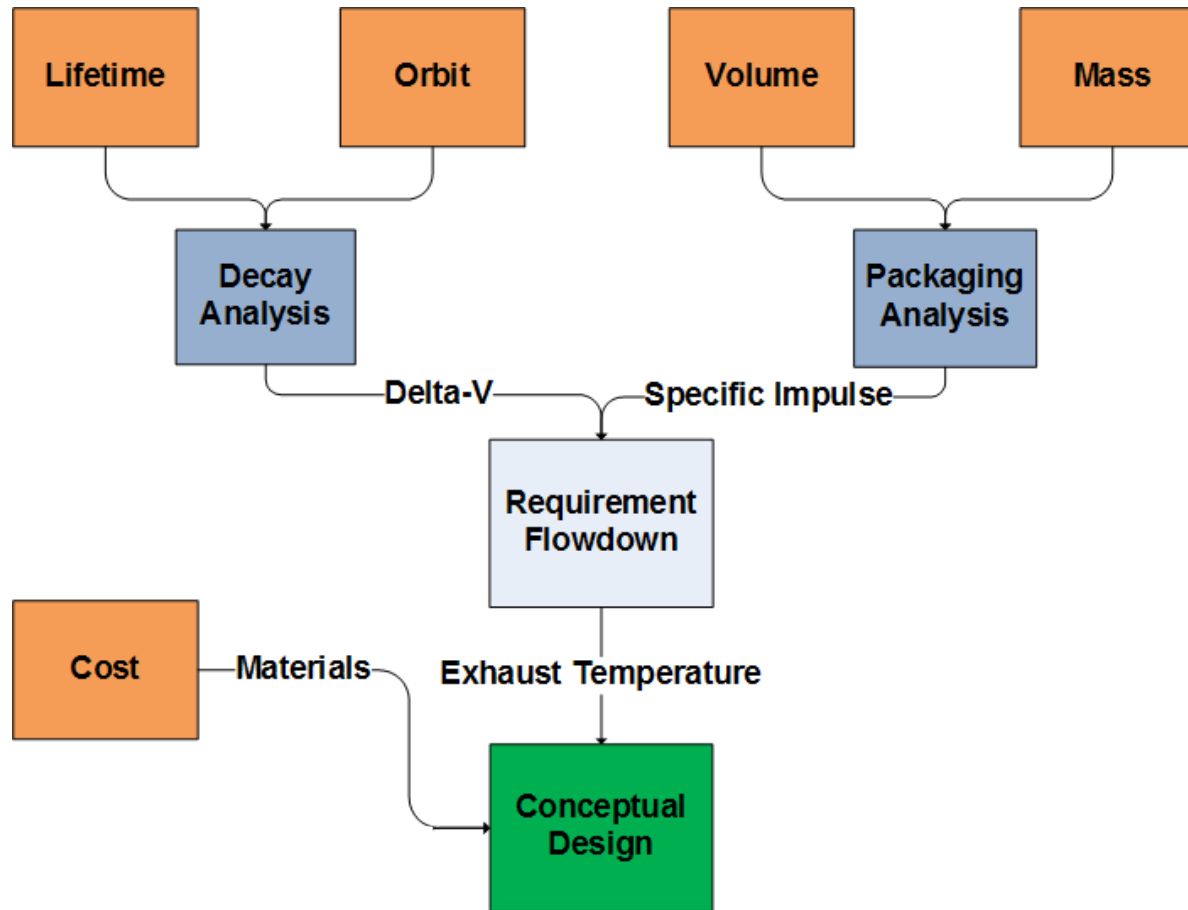 Lifetime
Orbit
Volume
Mass
Decay
Analysis
Packaging
Analysis
Delta-V
Specific Impulse
Requirement
Flowdown
Cost
Materials
Exhaust Temperature
Conceptual
Design